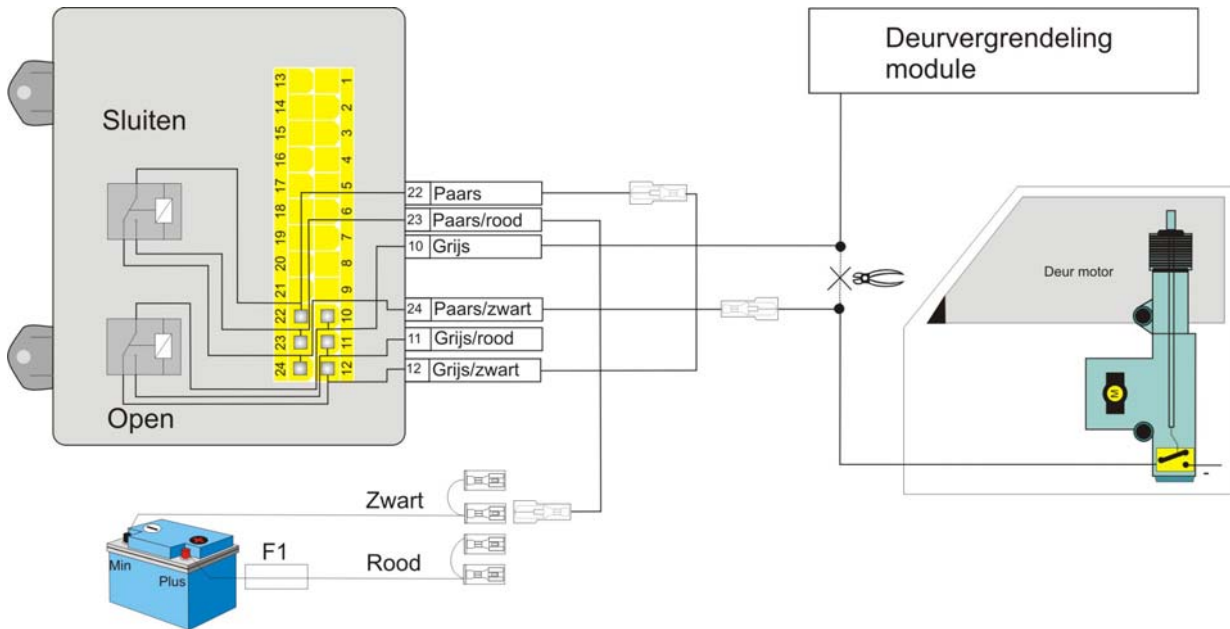 Deurvergrendeling
module
Sluiten
13 1
14 2
15 3
16 4
17 5
18 6
19 7
20 8
21 9
22 10
23 11
24 12
22 Paars
23 Paars/rood
10 Grijs
24 Paars/zwart
11 Grijs/rood
12 Grijs/zwart
Open
Deur motor
M
-
Zwart
F1
Rood
Min
Plus